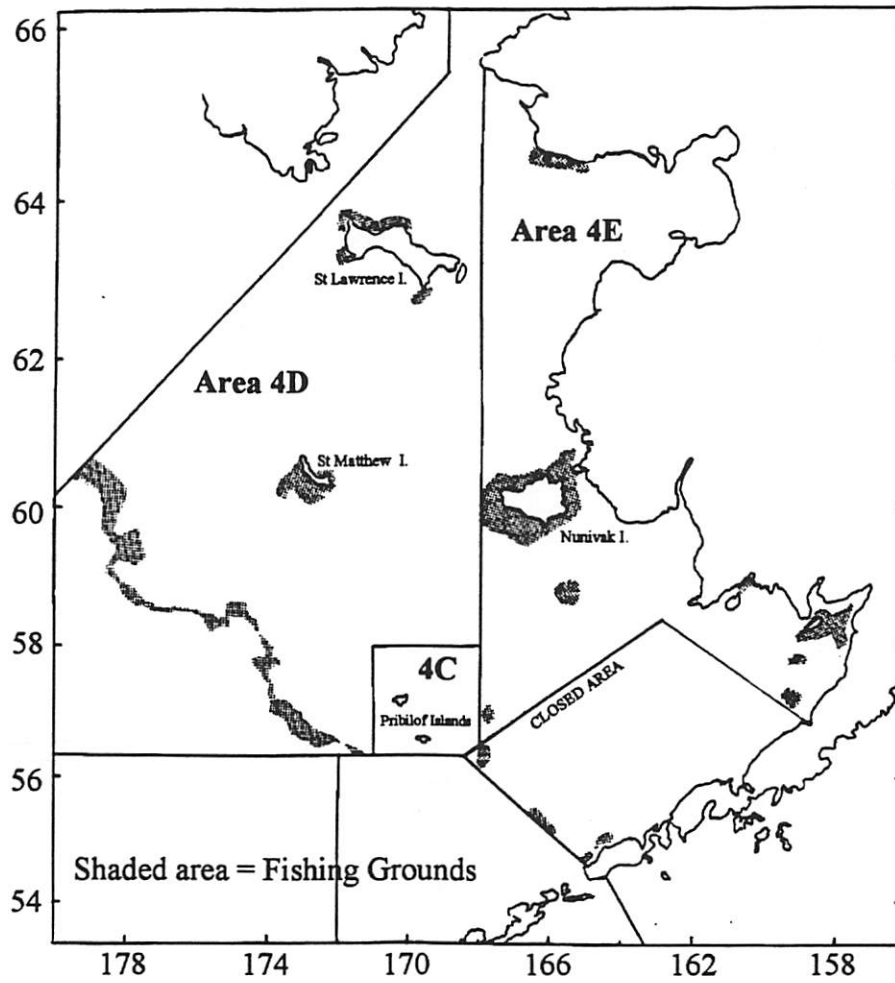 66
64
62
60
58
56
54
Area 4E
St Lawrence I.
Area 4D
St Matthew I.
Nunivak I.
4C
Pribilof Islands
CLOSED AREA
Shaded area = Fishing Grounds
178
174
170
166
162
158